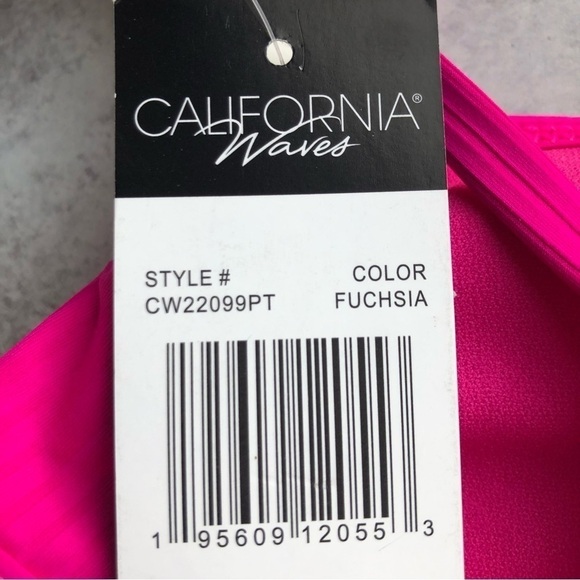 CALIFORNIA®
Waves
STYLE # COLOR
CW22099PT FUCHSIA
1 95609 12055 3